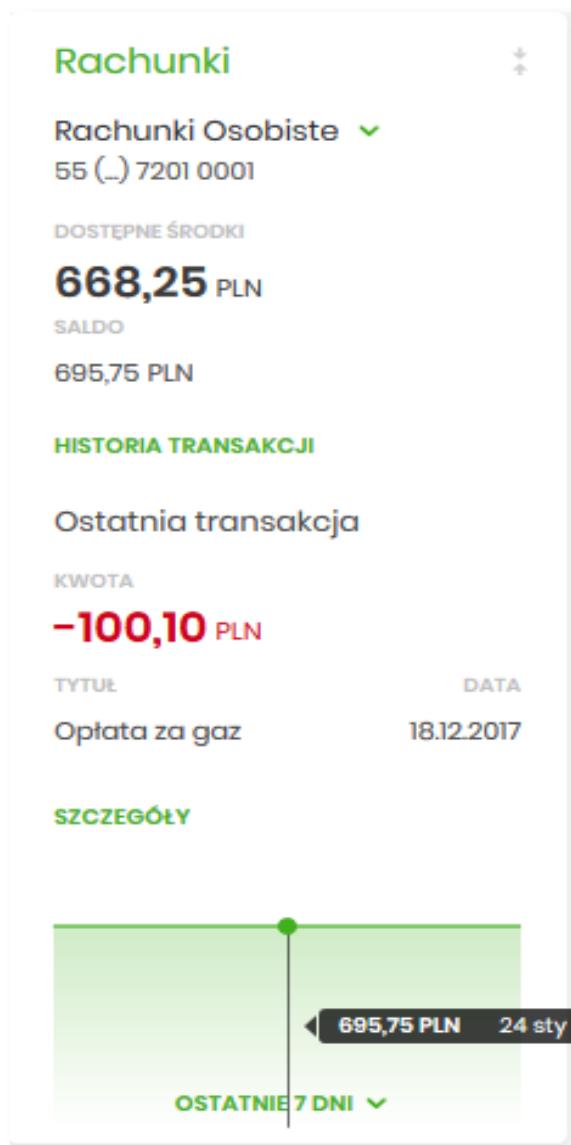 Rachunki
Rachunki Osobiste
55 (...) 7201 0001
DOSTĘPNE ŚRODKI
668,25 PLN
SALDO
695,75 PLN
HISTORIA TRANSAKCJI
Ostatnia transakcja
KWOTA
-100,10 PLN
TYTUŁ DATA
Opłata za gaz 18.12.2017
SZCZEGÓŁY
695,75 PLN 24 sty
OSTATNIE 7 DNI